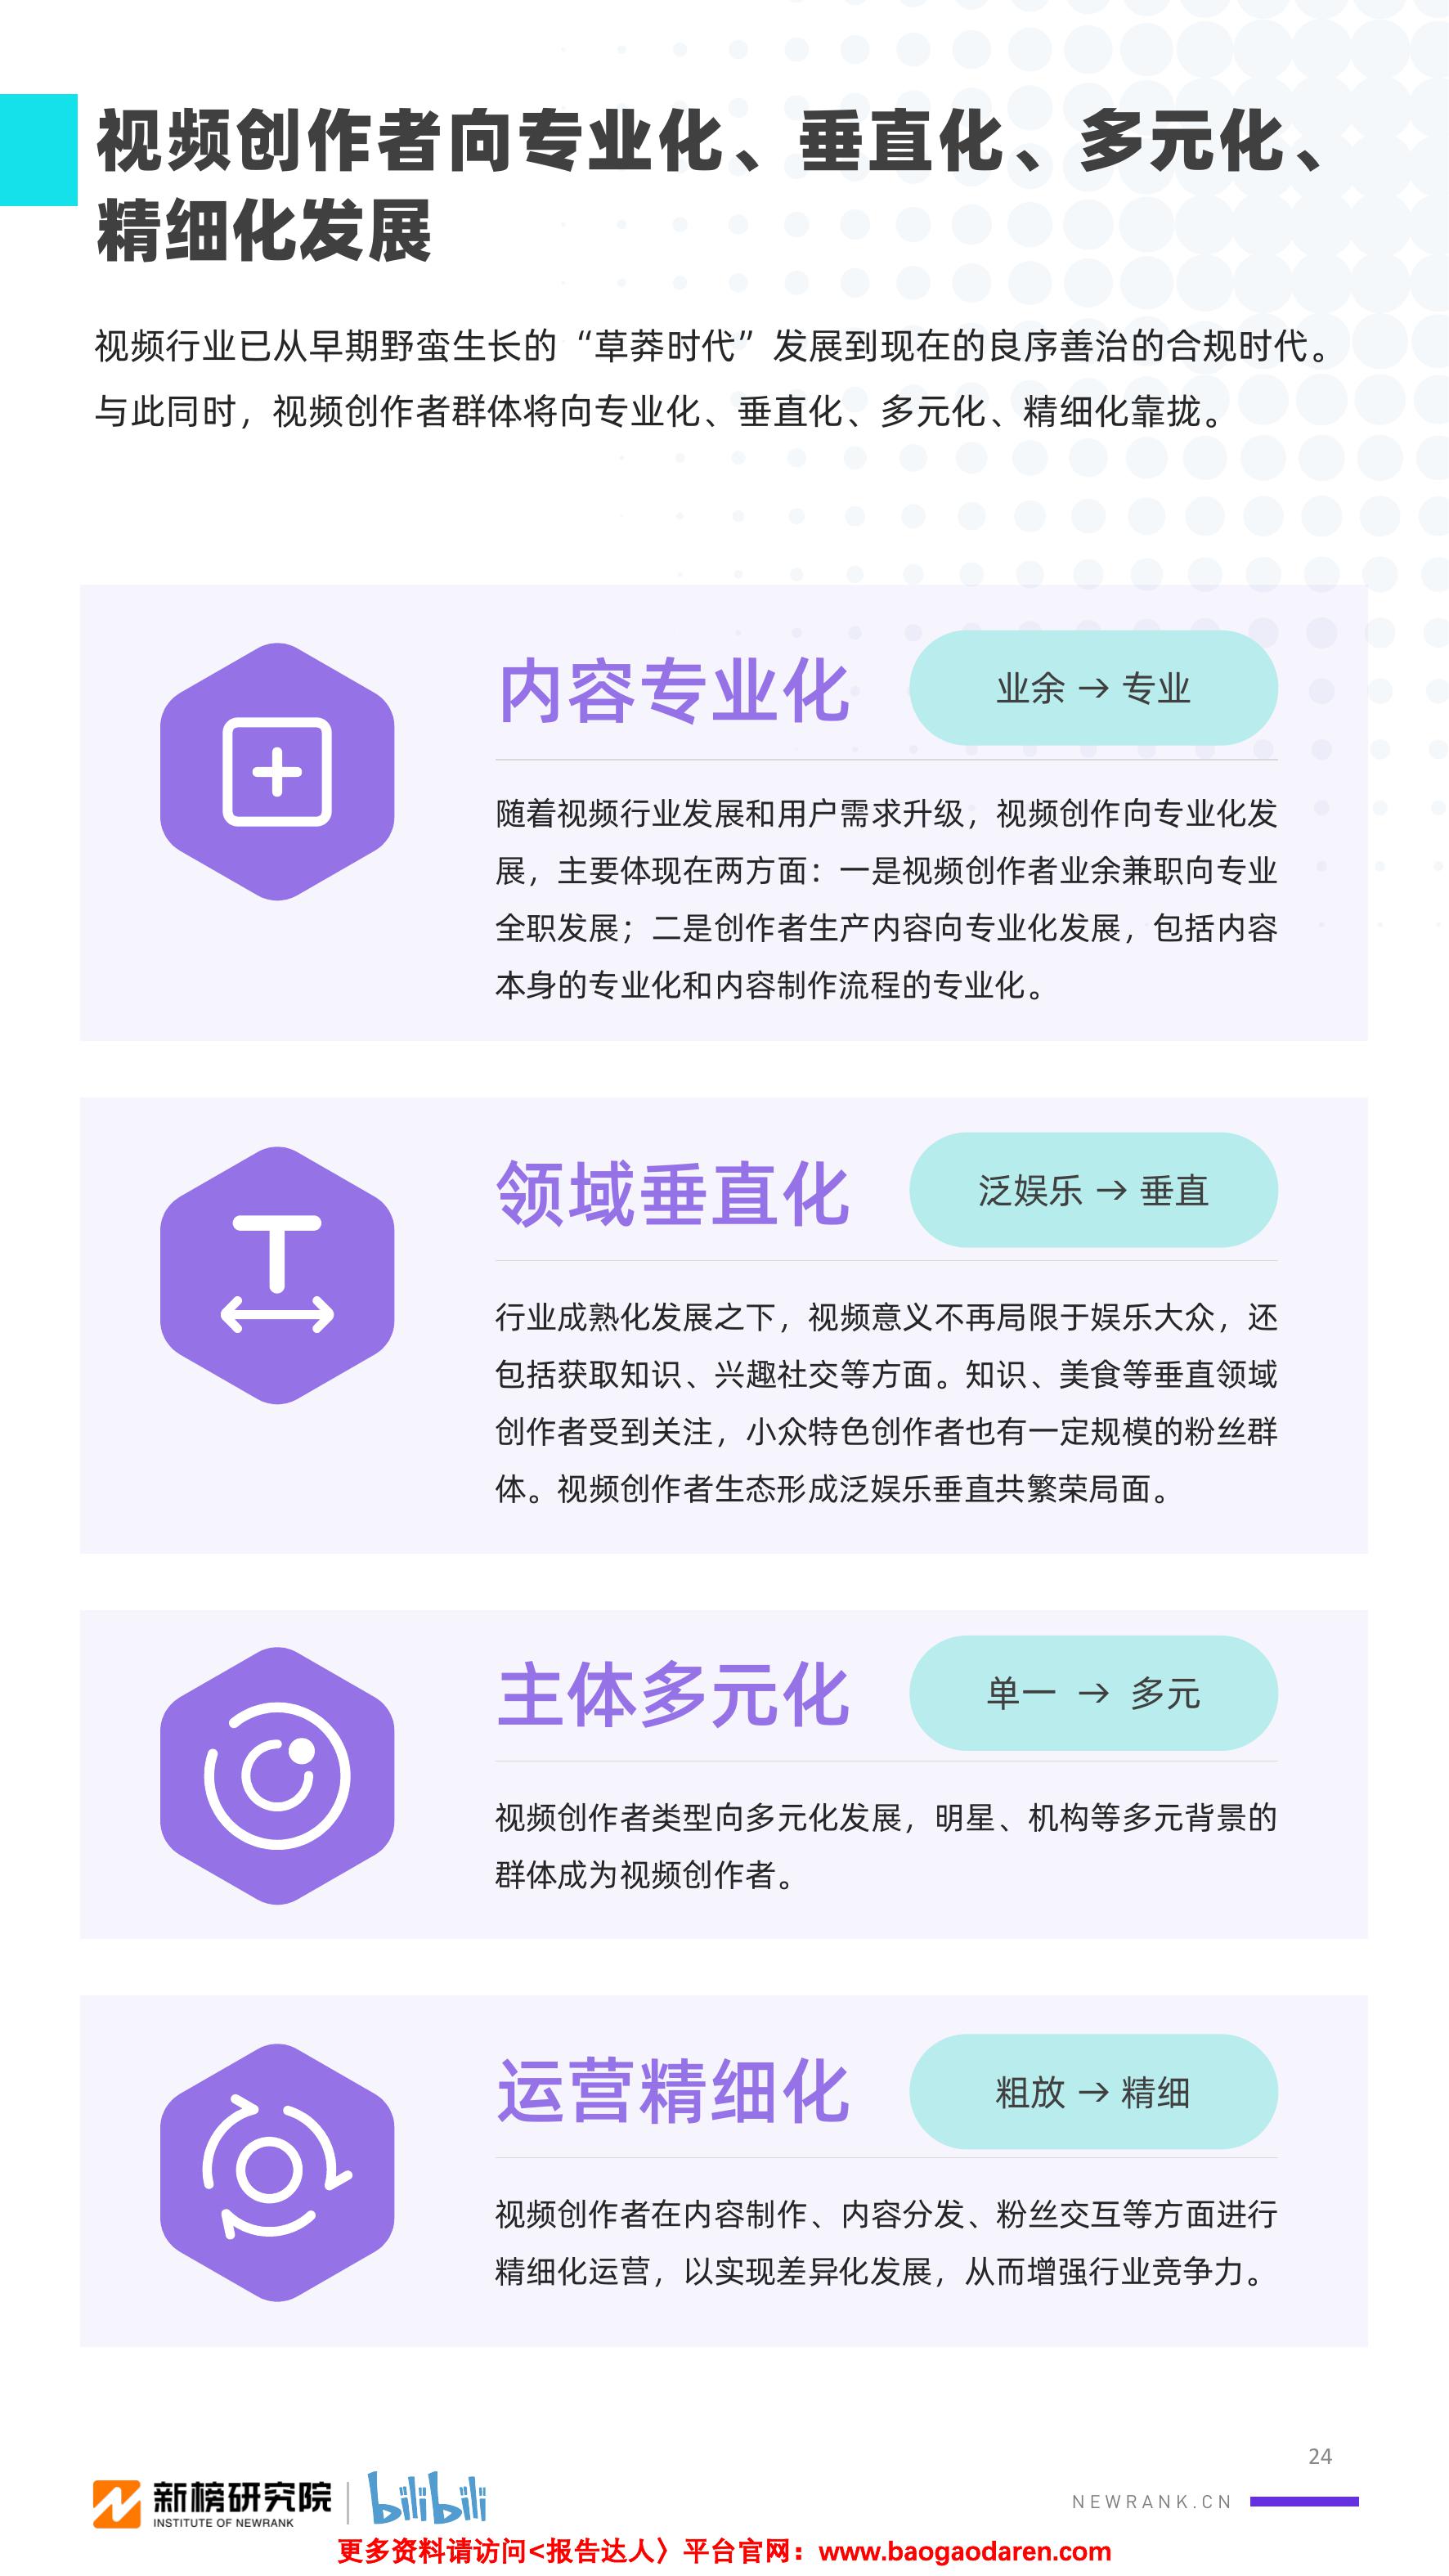 视频创作者向专业化、垂直化、多元化、
精细化发展
视频行业已从早期野蛮生长的“草莽时代”发展到现在的良序善治的合规时代。
与此同时，视频创作者群体将向专业化、垂直化、多元化、精细化靠拢。
内容专业化
业余 → 专业
随着视频行业发展和用户需求升级，视频创作向专业化发
展，主要体现在两方面：一是视频创作者业余兼职向专业
全职发展；二是创作者生产内容向专业化发展，包括内容
本身的专业化和内容制作流程的专业化。
领域垂直化
泛娱乐 → 垂直
行业成熟化发展之下，视频意义不再局限于娱乐大众，还
包括获取知识、兴趣社交等方面。知识、美食等垂直领域
创作者受到关注，小众特色创作者也有一定规模的粉丝群
体。视频创作者生态形成泛娱乐垂直共繁荣局面。
主体多元化
单一 → 多元
视频创作者类型向多元化发展，明星、机构等多元背景的
群体成为视频创作者。
运营精细化
粗放 → 精细
视频创作者在内容制作、内容分发、粉丝交互等方面进行
精细化运营，以实现差异化发展，从而增强行业竞争力。
24
新榜研究院
INSTITUTE OF NEWRANK
bilibili
NEWRANK.CN
更多资料请访问<报告达人〉平台官网：www.baogaodaren.com